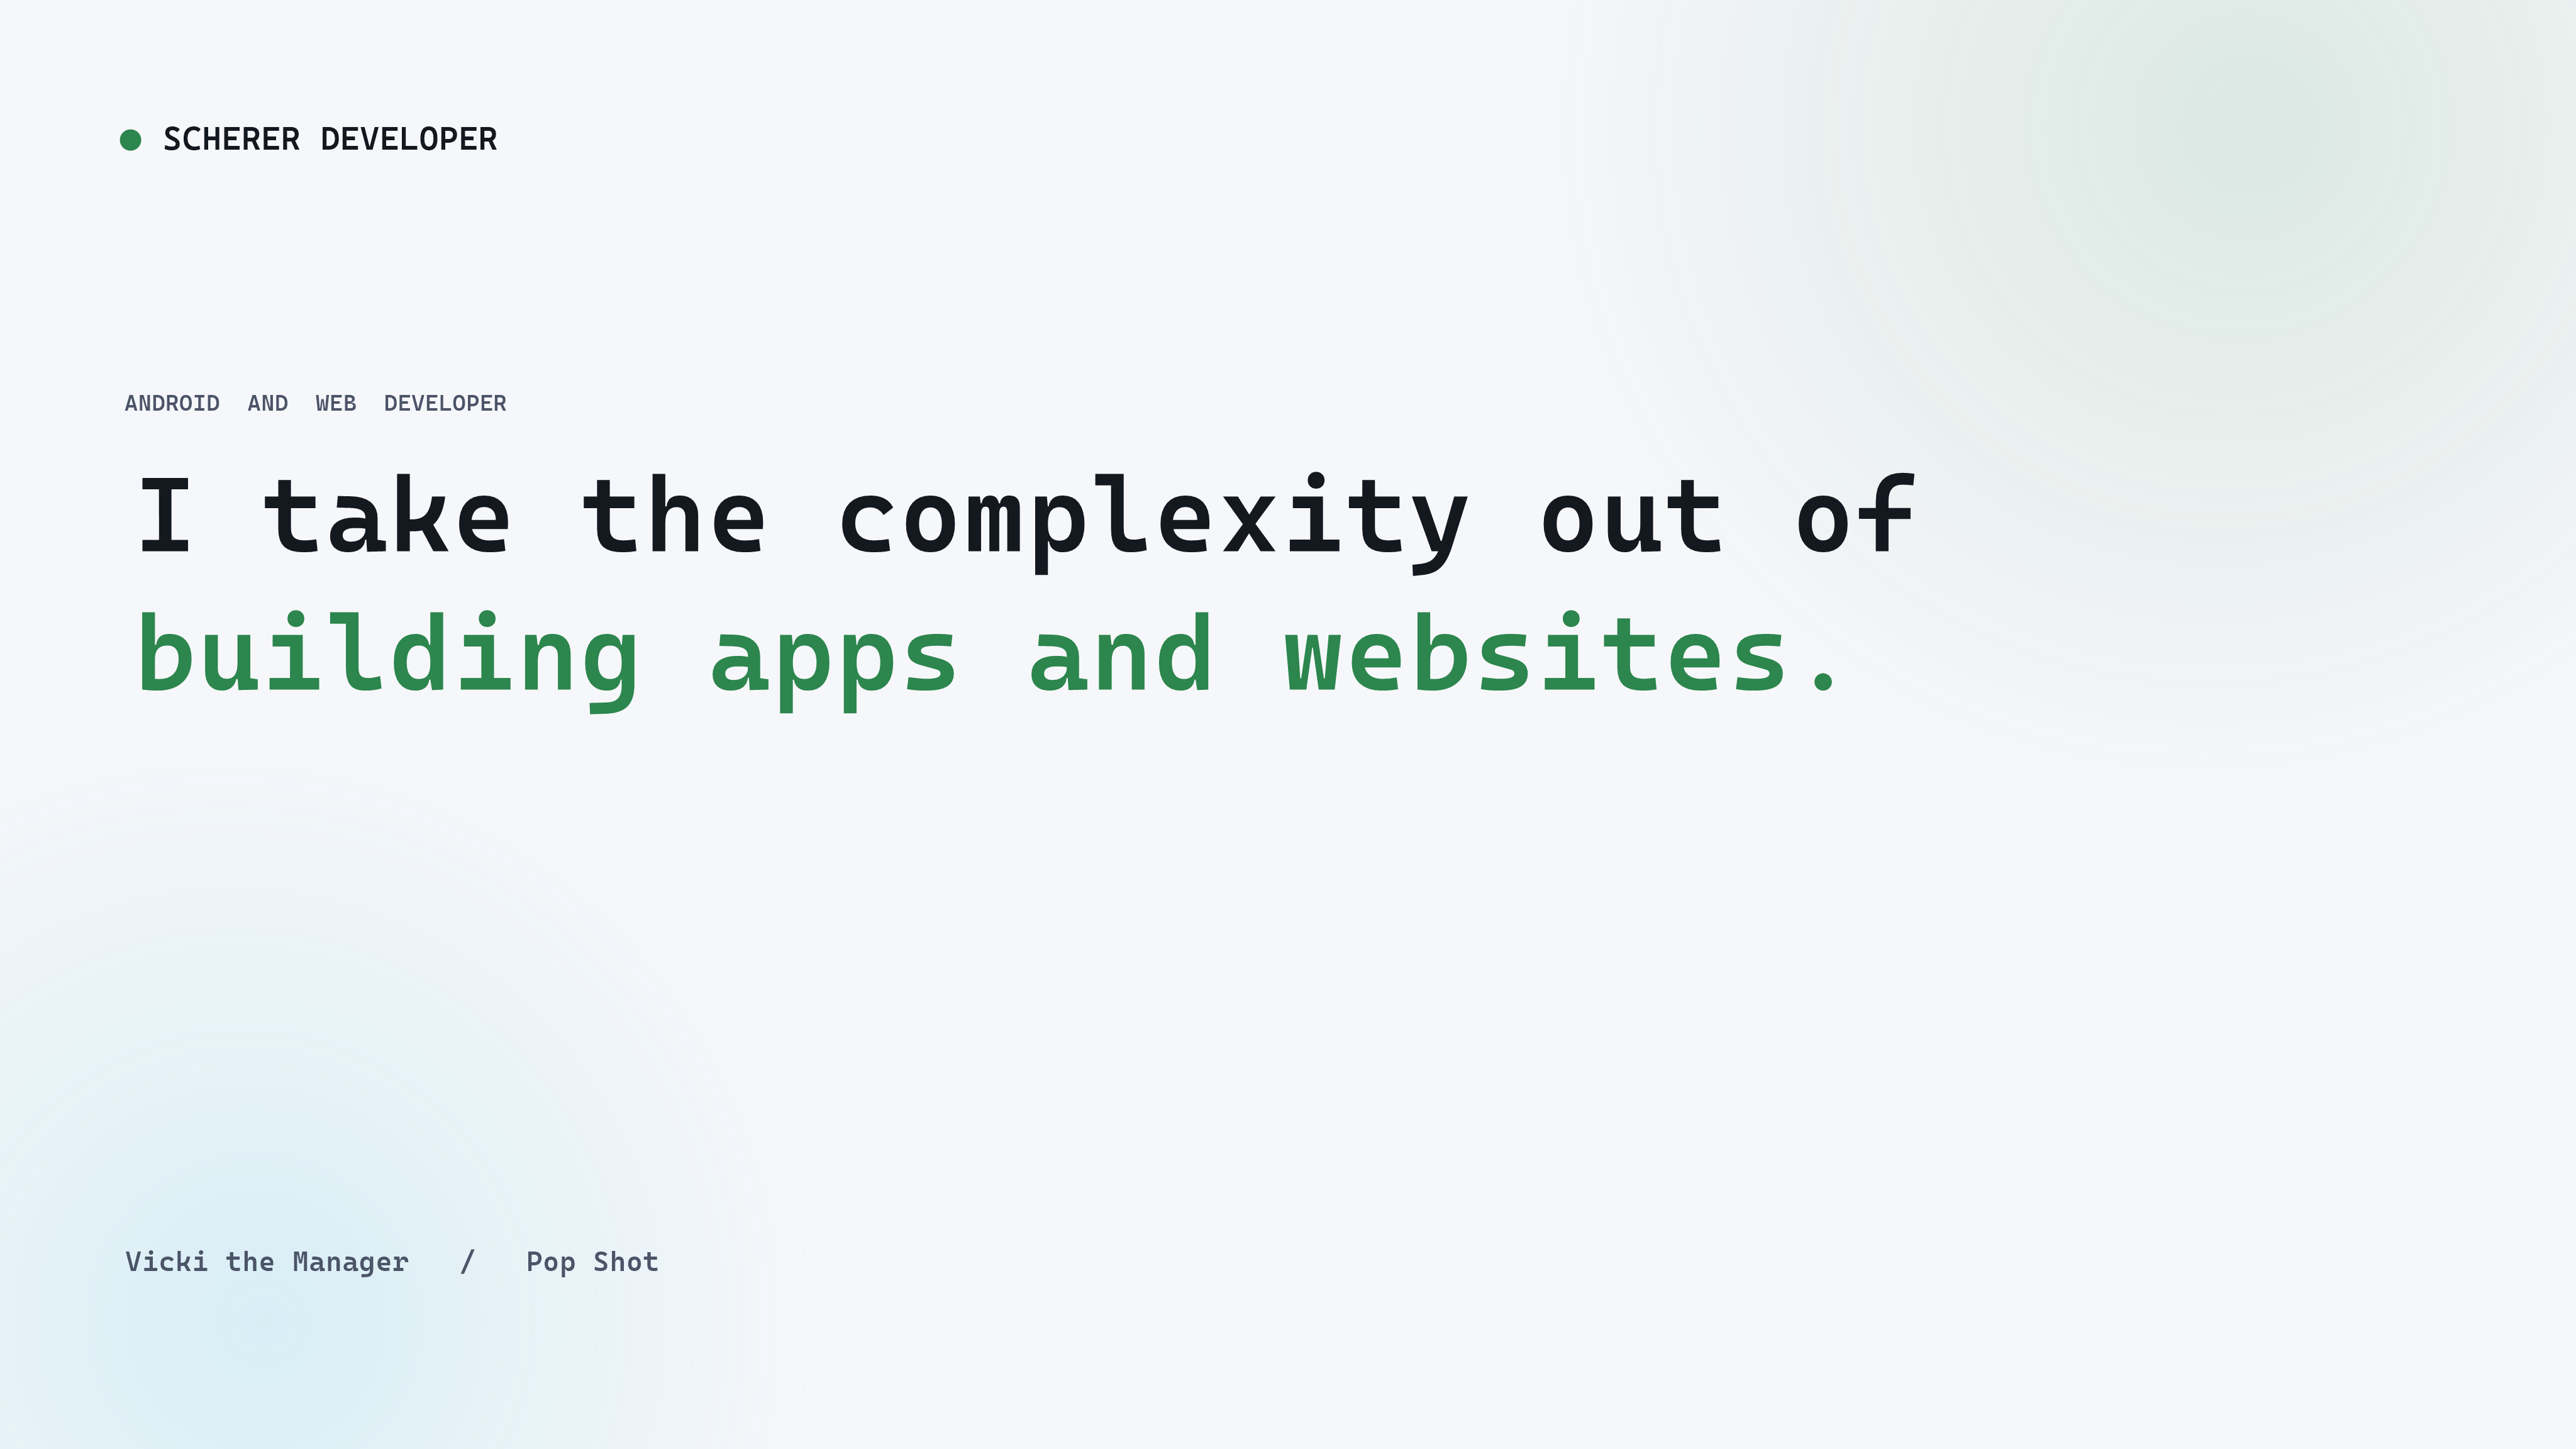 SCHERER DEVELOPER
ANDROID AND WEB DEVELOPER
I take the complexity out of
building apps and websites.
Vicki the Manager / Pop Shot